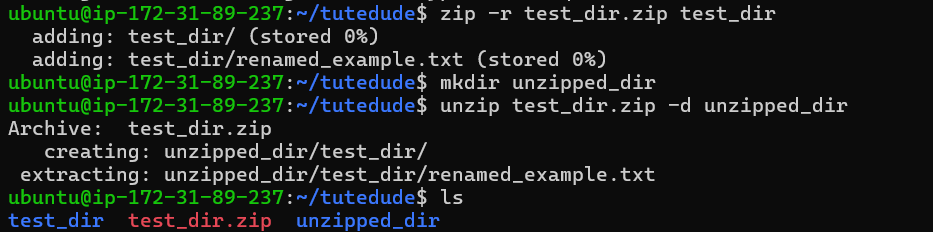 ubuntu@ip-172-31-89-237:~/tutedude$ zip -r test_dir.zip test_dir
  adding: test_dir/ (stored 0%)
  adding: test_dir/renamed_example.txt (stored 0%)
ubuntu@ip-172-31-89-237:~/tutedude$ mkdir unzipped_dir
ubuntu@ip-172-31-89-237:~/tutedude$ unzip test_dir.zip -d unzipped_dir
Archive:  test_dir.zip
   creating: unzipped_dir/test_dir/
 extracting: unzipped_dir/test_dir/renamed_example.txt
ubuntu@ip-172-31-89-237:~/tutedude$ ls
test_dir  test_dir.zip  unzipped_dir